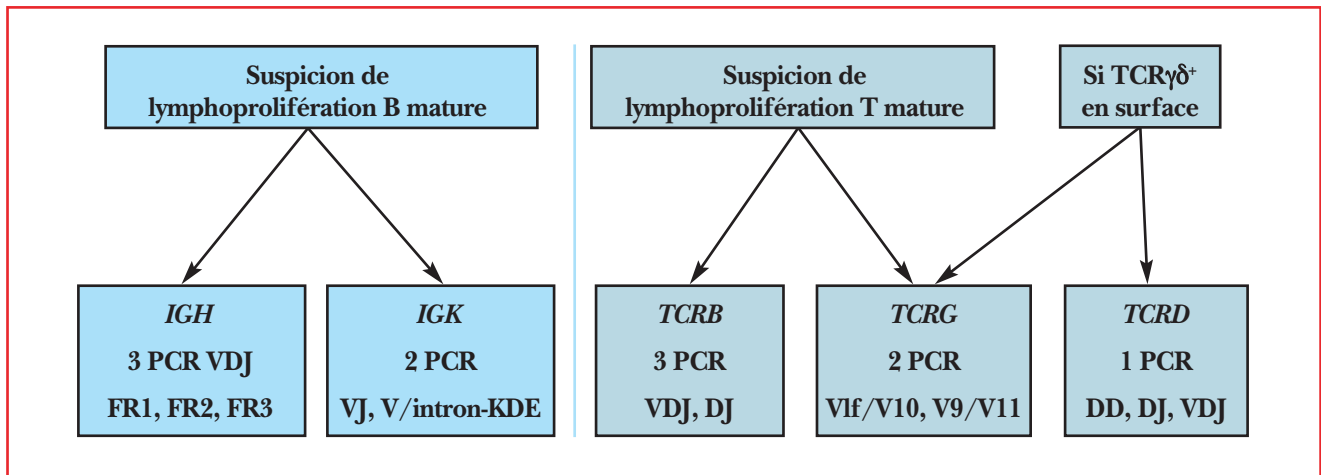 Suspicion de
lymphoprolifération B mature
Suspicion de
lymphoprolifération T mature
Si TCRγδ+
en surface
IGH
3 PCR VDJ
FR1, FR2, FR3
IGK
2 PCR
VJ, V/intron-KDE
TCRB
3 PCR
VDJ, DJ
TCRG
2 PCR
Vlf/V10, V9/V11
TCRD
1 PCR
DD, DJ, VDJ